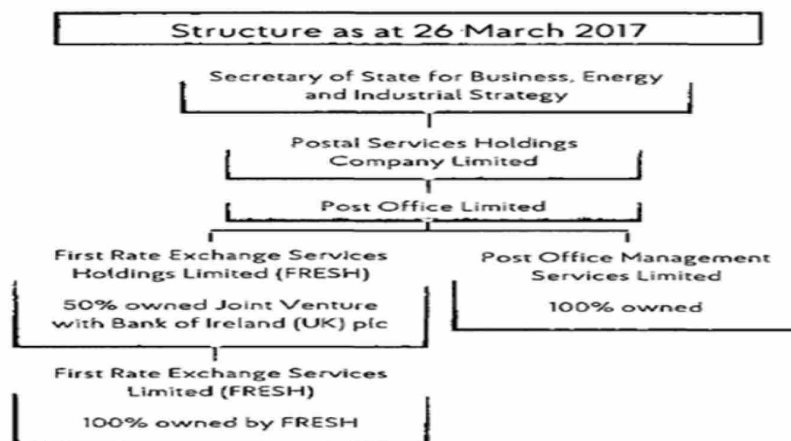 Structure as at 26 March 2017
Secretary of State for Business, Energy
and Industrial Strategy
Postal Services Holdings
Company Limited
Post Office Limited
First Rate Exchange Services
Holdings Limited (FRESH)
50% owned Joint Venture
with Bank of Ireland (UK) plc
Post Office Management
Services Limited
100% owned
First Rate Exchange Services
Limited (FRESH)
100% owned by FRESH